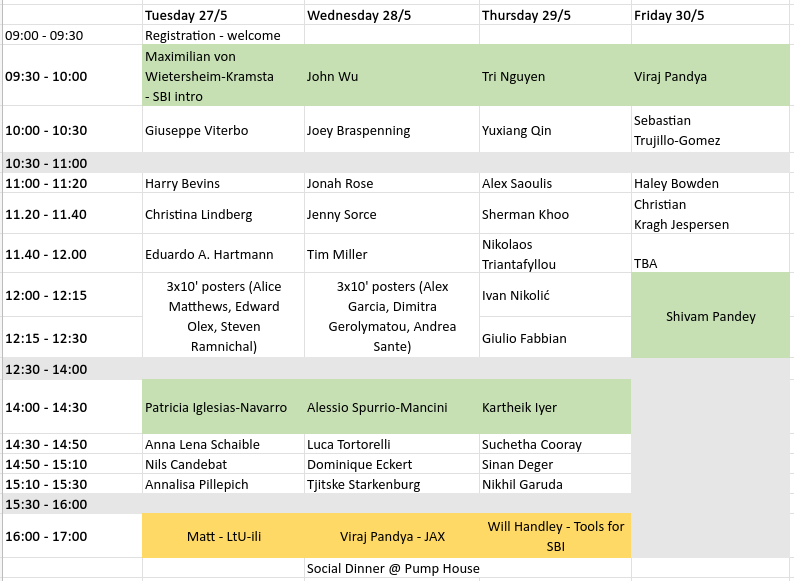 Tuesday 27/5 Wednesday 28/5 Thursday 29/5 Friday 30/5
09:00 - 09:30 Registration - welcome
Maximilian von
09:30 - 10:00 Wietersheim-Kramsta John Wu Tri Nguyen Viraj Pandya
- SBI intro
Sebastian
10:00 - 10:30 Giuseppe Viterbo Joey Braspenning Yuxiang Qin
Trujillo-Gomez
10:30 - 11:00
11:00 - 11:20 Harry Bevins Jonah Rose Alex Saoulis Haley Bowden
Christian
11.20 - 11.40 Christina Lindberg Jenny Sorce Sherman Khoo
Kragh Jespersen
Nikolaos
11.40 - 12.00 Eduardo A. Hartmann Tim Miller
Triantafyllou TBA
3x10' posters (Alice 3x10' posters (Alex
12:00 - 12:15 Ivan Nikolić
Matthews, Edward Garcia, Dimitra
Shivam Pandey
Olex, Steven Gerolymatou, Andrea
12:15 - 12:30 Giulio Fabbian
Ramnichal) Sante)
12:30 - 14:00
14:00 - 14:30 Patricia Iglesias-Navarro Alessio Spurrio-Mancini Kartheik Iyer
14:30 - 14:50 Anna Lena Schaible Luca Tortorelli Suchetha Cooray
14:50 - 15:10 Nils Candebat Dominique Eckert Sinan Deger
15:10 - 15:30 Annalisa Pillepich Tjitske Starkenburg Nikhil Garuda
15:30 - 16:00
Will Handley - Tools for
16:00 - 17:00 Matt - LtU-ili Viraj Pandya - JAX
SBI
Social Dinner @ Pump House